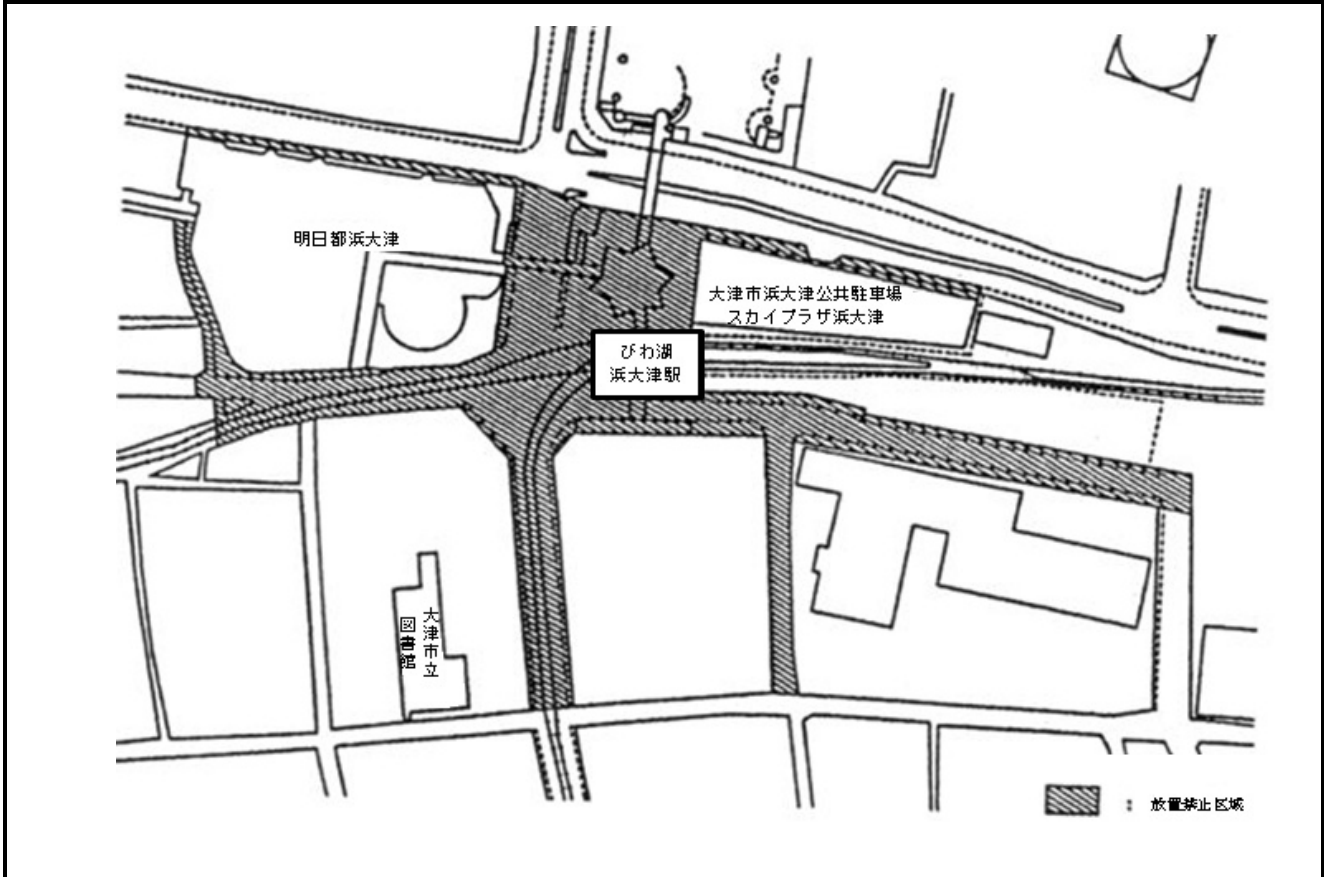 明日都浜大津
大津市浜大津公共駐車場
スカイプラザ浜大津
びわ湖
浜大津駅
大津市立
図書館
: 放置禁止区域